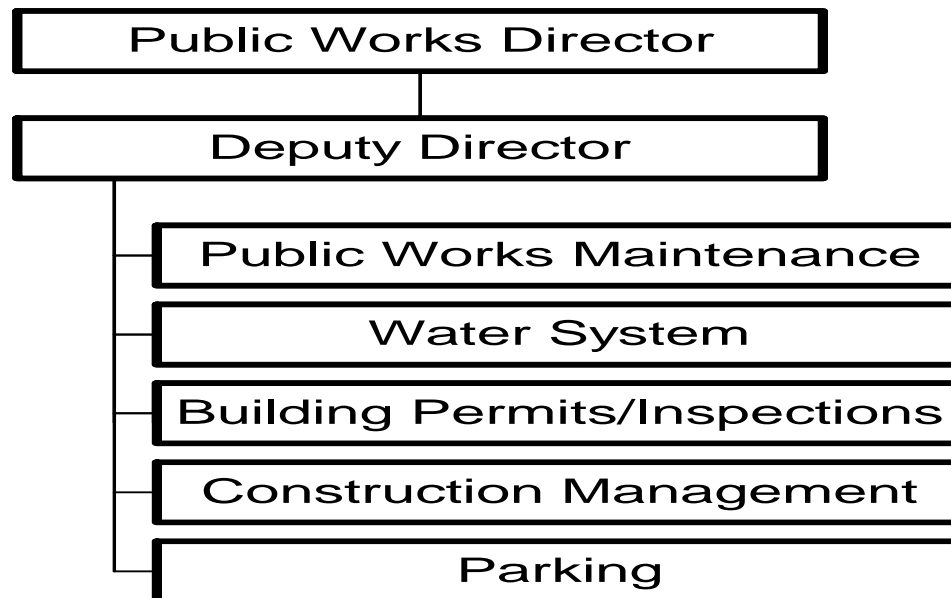 Public Works Director
Deputy Director
Public Works Maintenance
Water System
Building Permits/Inspections
Construction Management
Parking